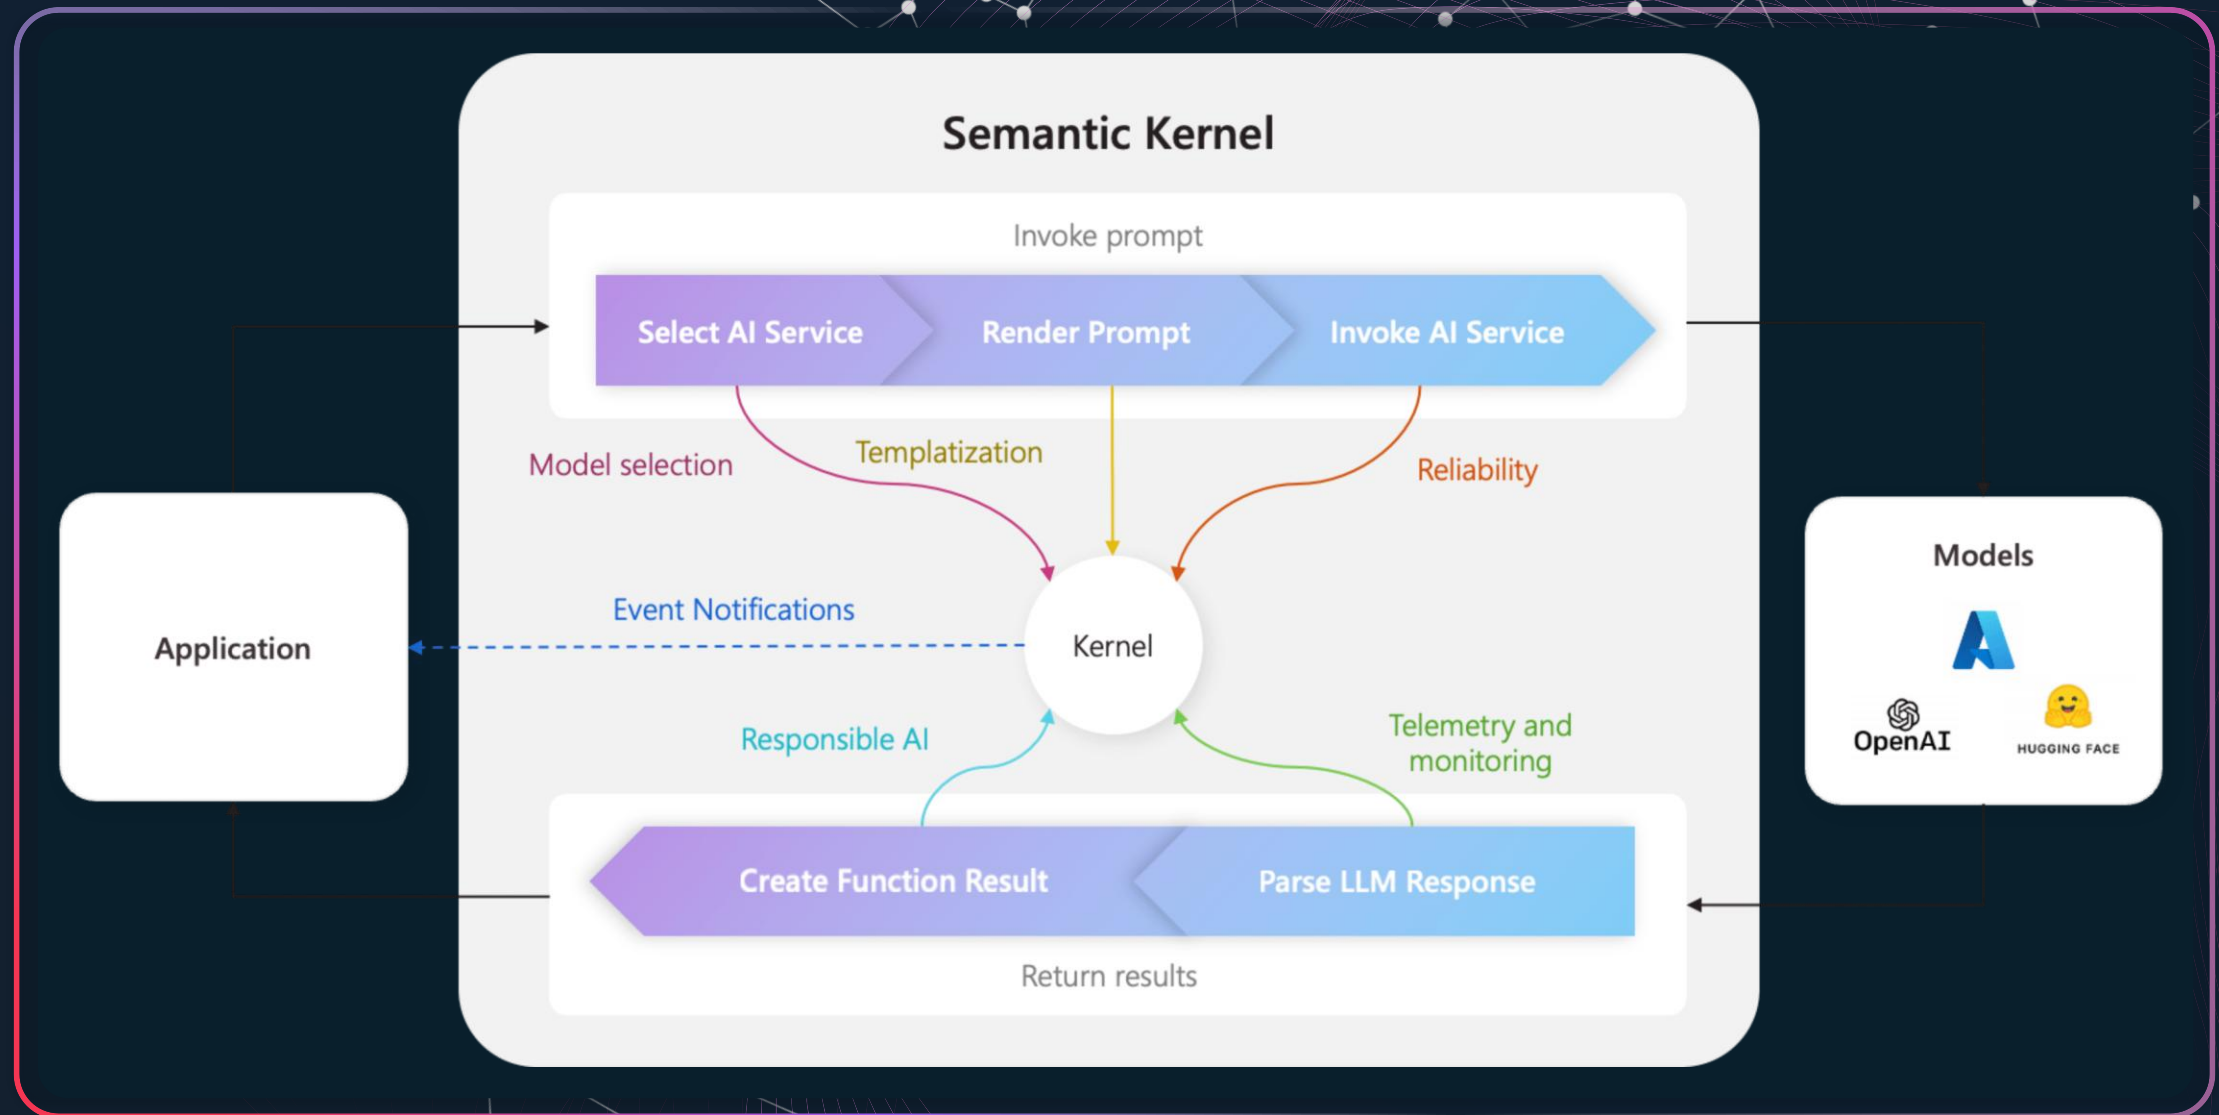 Semantic Kernel
Invoke prompt
Select AI Service
Render Prompt
Invoke AI Service
Model selection
Templatization
Reliability
Application
Event Notifications
Kernel
Models
OpenAI
HUGGING FACE
Responsible AI
Telemetry and
monitoring
Create Function Result
Parse LLM Response
Return results